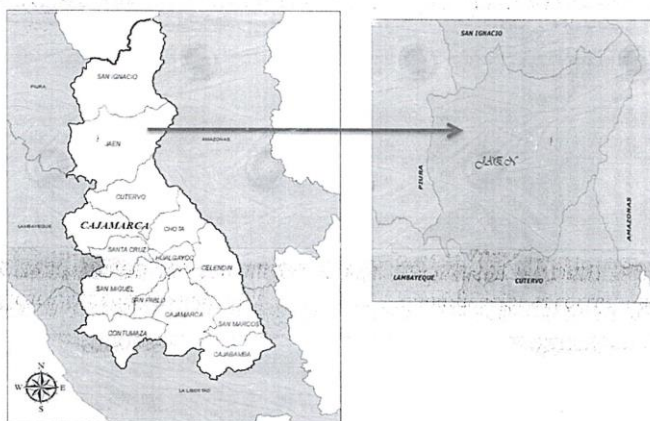 SAN IGNACIO
PIURA
JAEN
AMAZONAS
CUTERVO
LAMBAYEQUE
CAJAMARCA
CHOTA
SANTA CRUZ
HUALGAYOC
CELENDIN
SAN MIGUEL
SAN PABLO
CAJAMARCA
SAN MARCOS
CONTUMAZA
CAJABAMBA
LA LIBERTAD
N
W
E
S
SAN IGNACIO
JAEN
PIURA
AMAZONAS
LAMBAYEQUE
CUTERVO